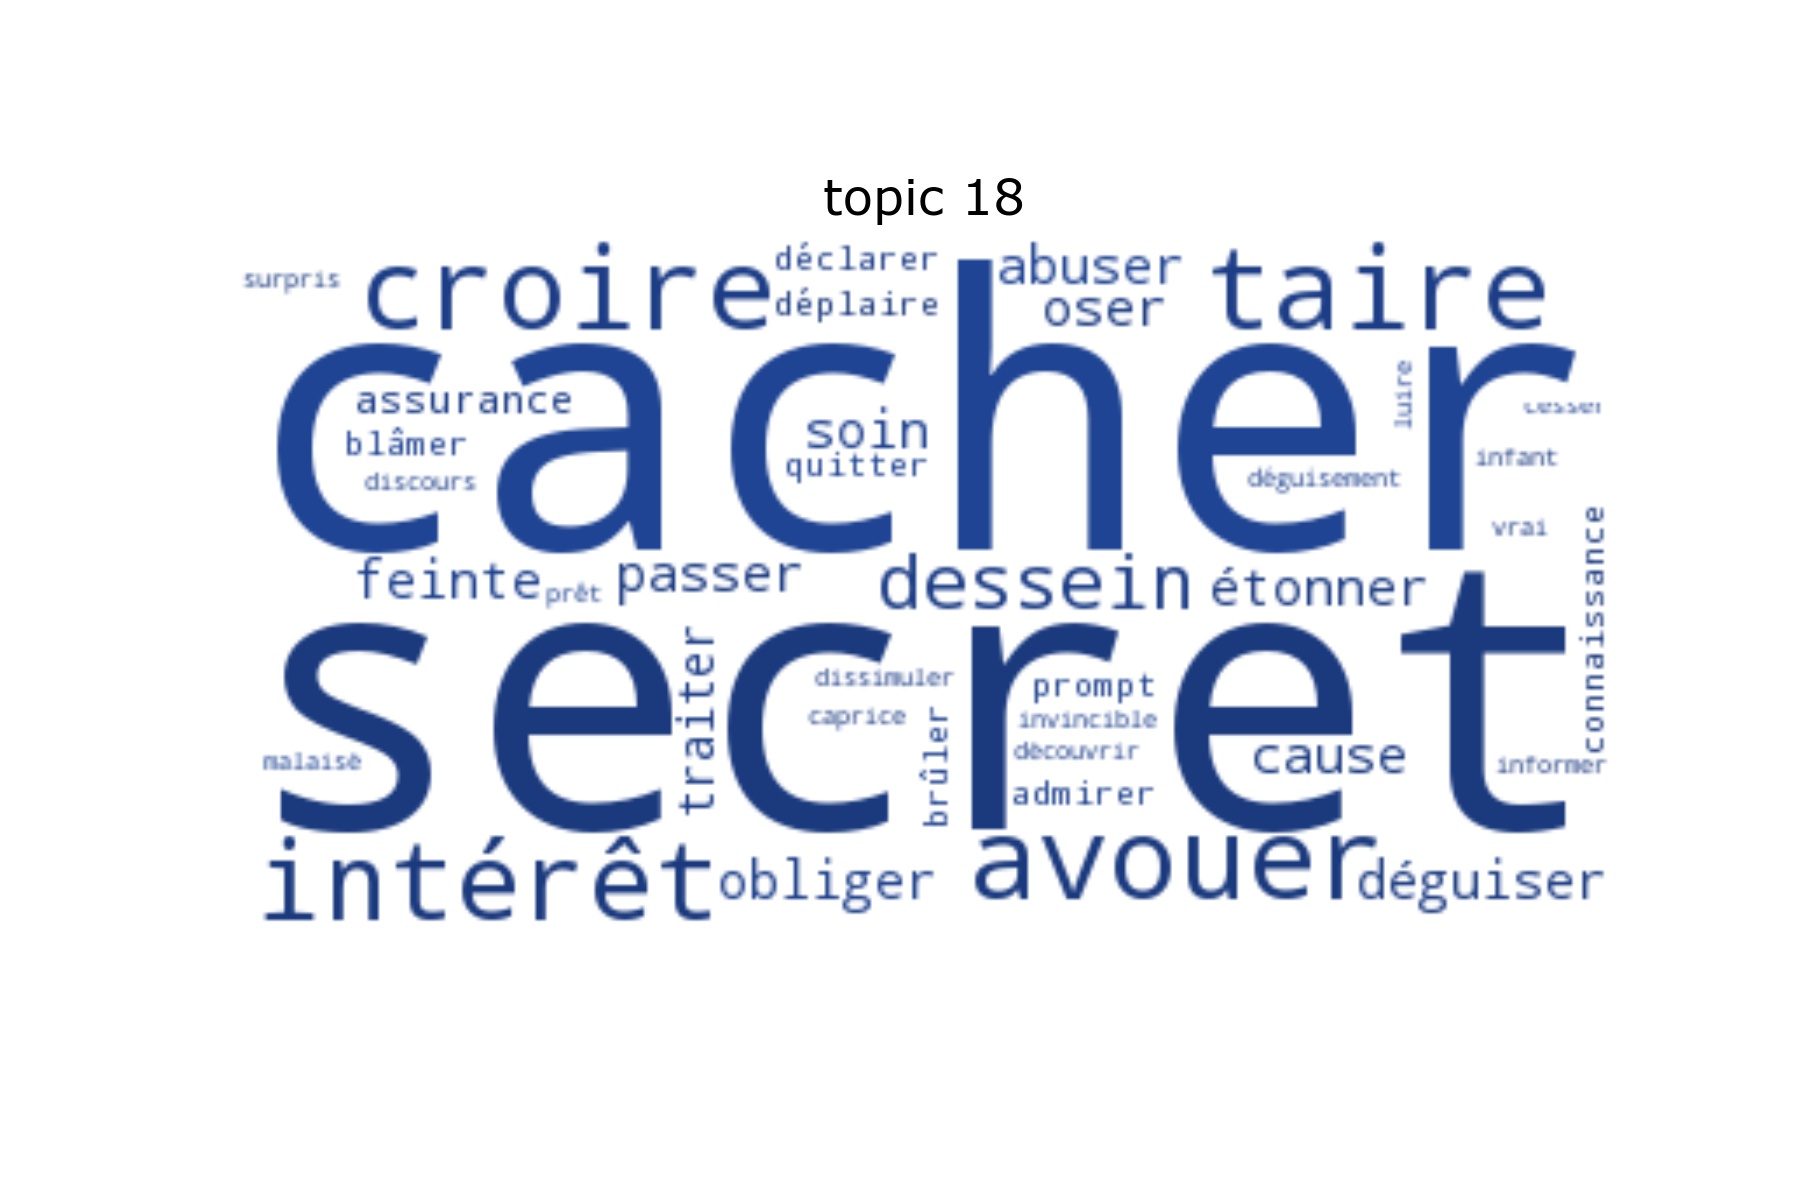 topic 18
surpris
croire
déclarer
déplaire
abuser
oser
taire
cacher
assurance
blâmer
discours
soin
quitter
déguisement
luire
cesser
infant
vrai
feinte
prêt
passer
dessein
étonner
connaissance
secret
traiter
dissimuler
caprice
brûler
prompt
invincible
découvrir
admirer
cause
informer
malaisé
intérêt
obliger
avouer
déguiser